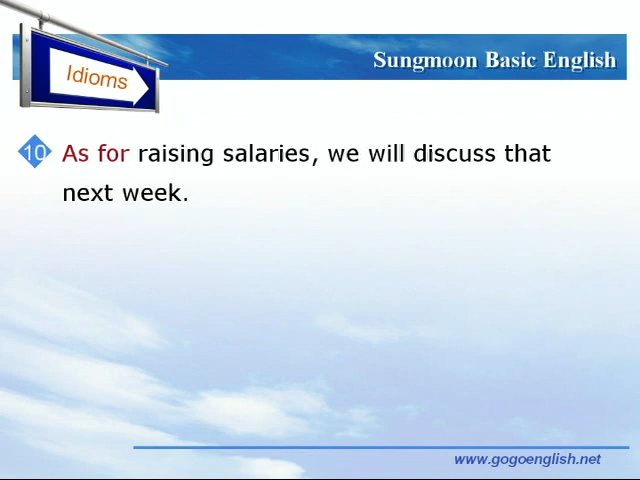 Idioms
Sungmoon Basic English
10 As for raising salaries, we will discuss that
next week.
www.gogoenglish.net